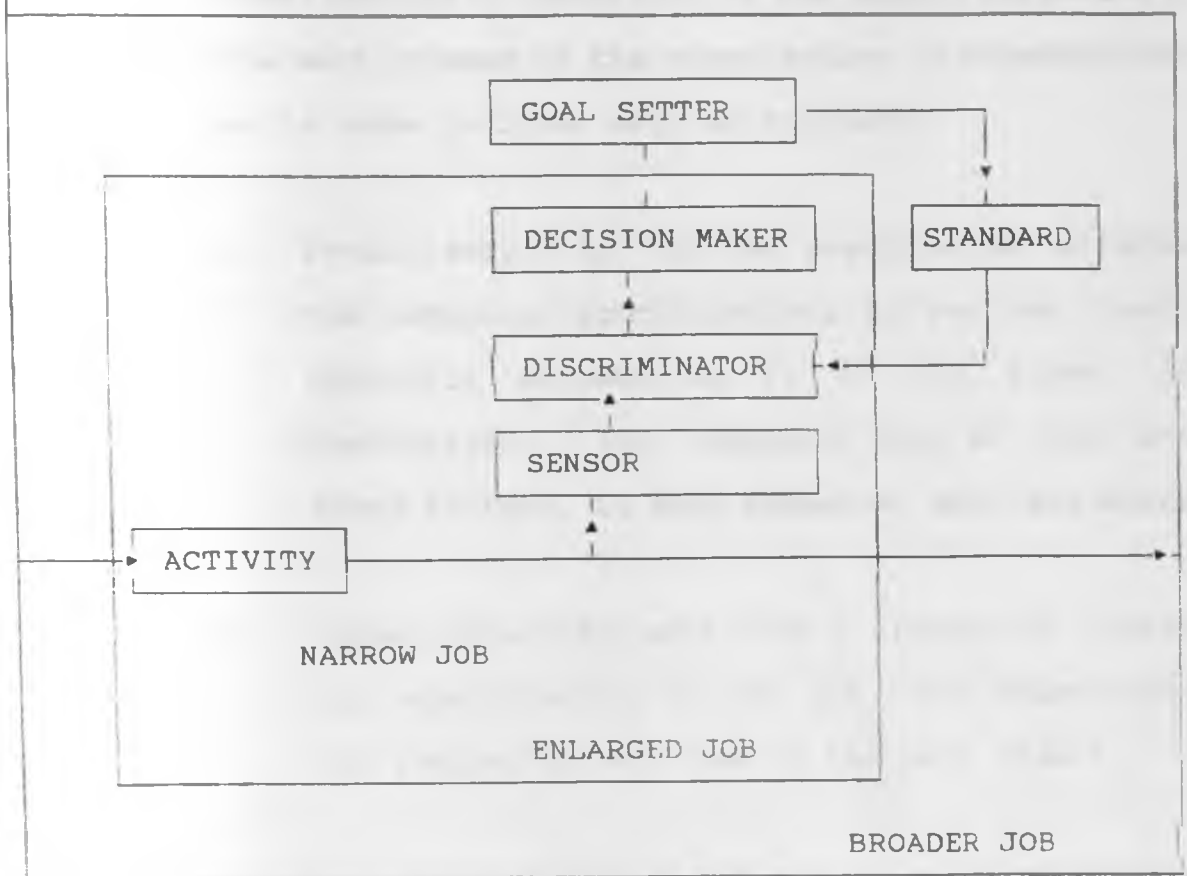 GOAL SETTER
DECISION MAKER
STANDARD
DISCRIMINATOR
SENSOR
ACTIVITY
NARROW JOB
ENLARGED JOB
BROADER JOB